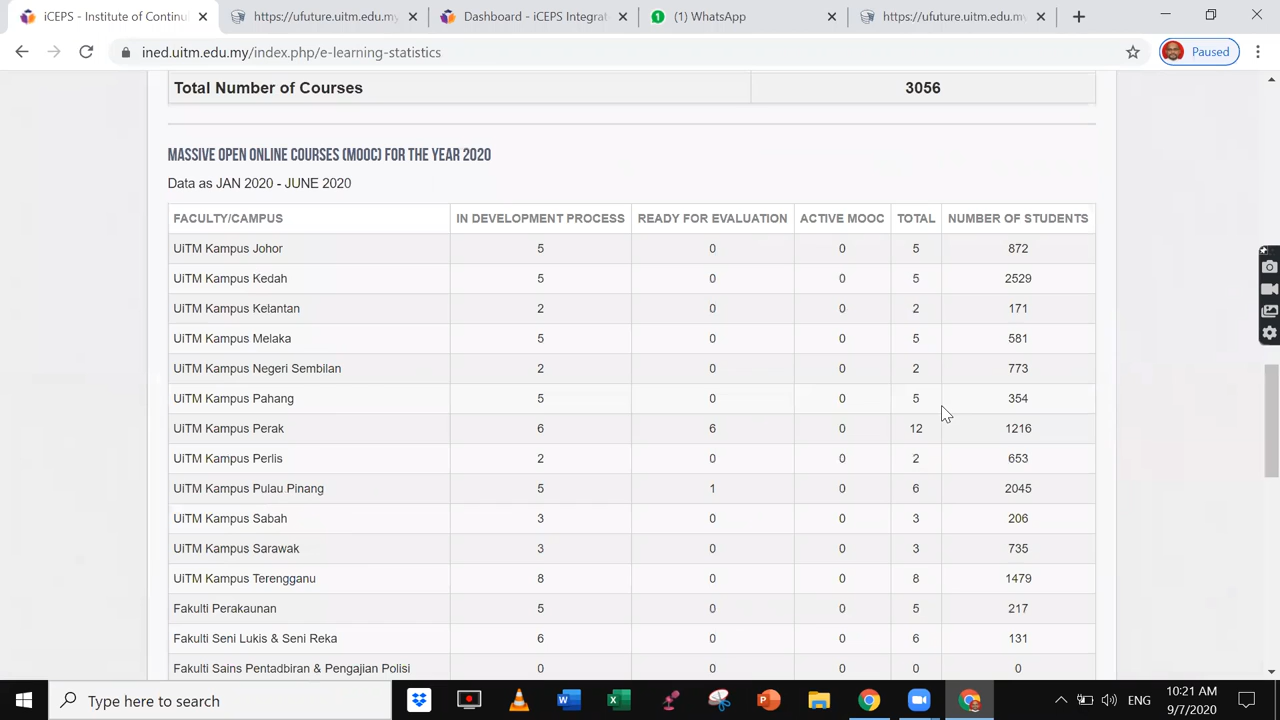 iCEPS - Institute of Continu
https://ufuture.uitm.edu.my
Dashboard - iCEPS Integrat
1
(1) WhatsApp
https://ufuture.uitm.edu.my
ined.uitm.edu.my/index.php/e-learning-statistics
Paused
Total Number of Courses 3056
MASSIVE OPEN ONLINE COURSES (MOOC) FOR THE YEAR 2020
Data as JAN 2020 - JUNE 2020
FACULTY/CAMPUS IN DEVELOPMENT PROCESS READY FOR EVALUATION ACTIVE MOOC TOTAL NUMBER OF STUDENTS
UiTM Kampus Johor 5 0 0 5 872
UiTM Kampus Kedah 5 0 0 5 2529
UiTM Kampus Kelantan 2 0 0 2 171
UiTM Kampus Melaka 5 0 0 5 581
UiTM Kampus Negeri Sembilan 2 0 0 2 773
UiTM Kampus Pahang 5 0 0 5 354
UiTM Kampus Perak 6 6 0 12 1216
UiTM Kampus Perlis 2 0 0 2 653
UiTM Kampus Pulau Pinang 5 1 0 6 2045
UiTM Kampus Sabah 3 0 0 3 206
UiTM Kampus Sarawak 3 0 0 3 735
UiTM Kampus Terengganu 8 0 0 8 1479
Fakulti Perakaunan 5 0 0 5 217
Fakulti Seni Lukis & Seni Reka 6 0 0 6 131
Fakulti Sains Pentadbiran & Pengajian Polisi 0 0 0 0 0
Type here to search
ENG
10:21 AM
9/7/2020